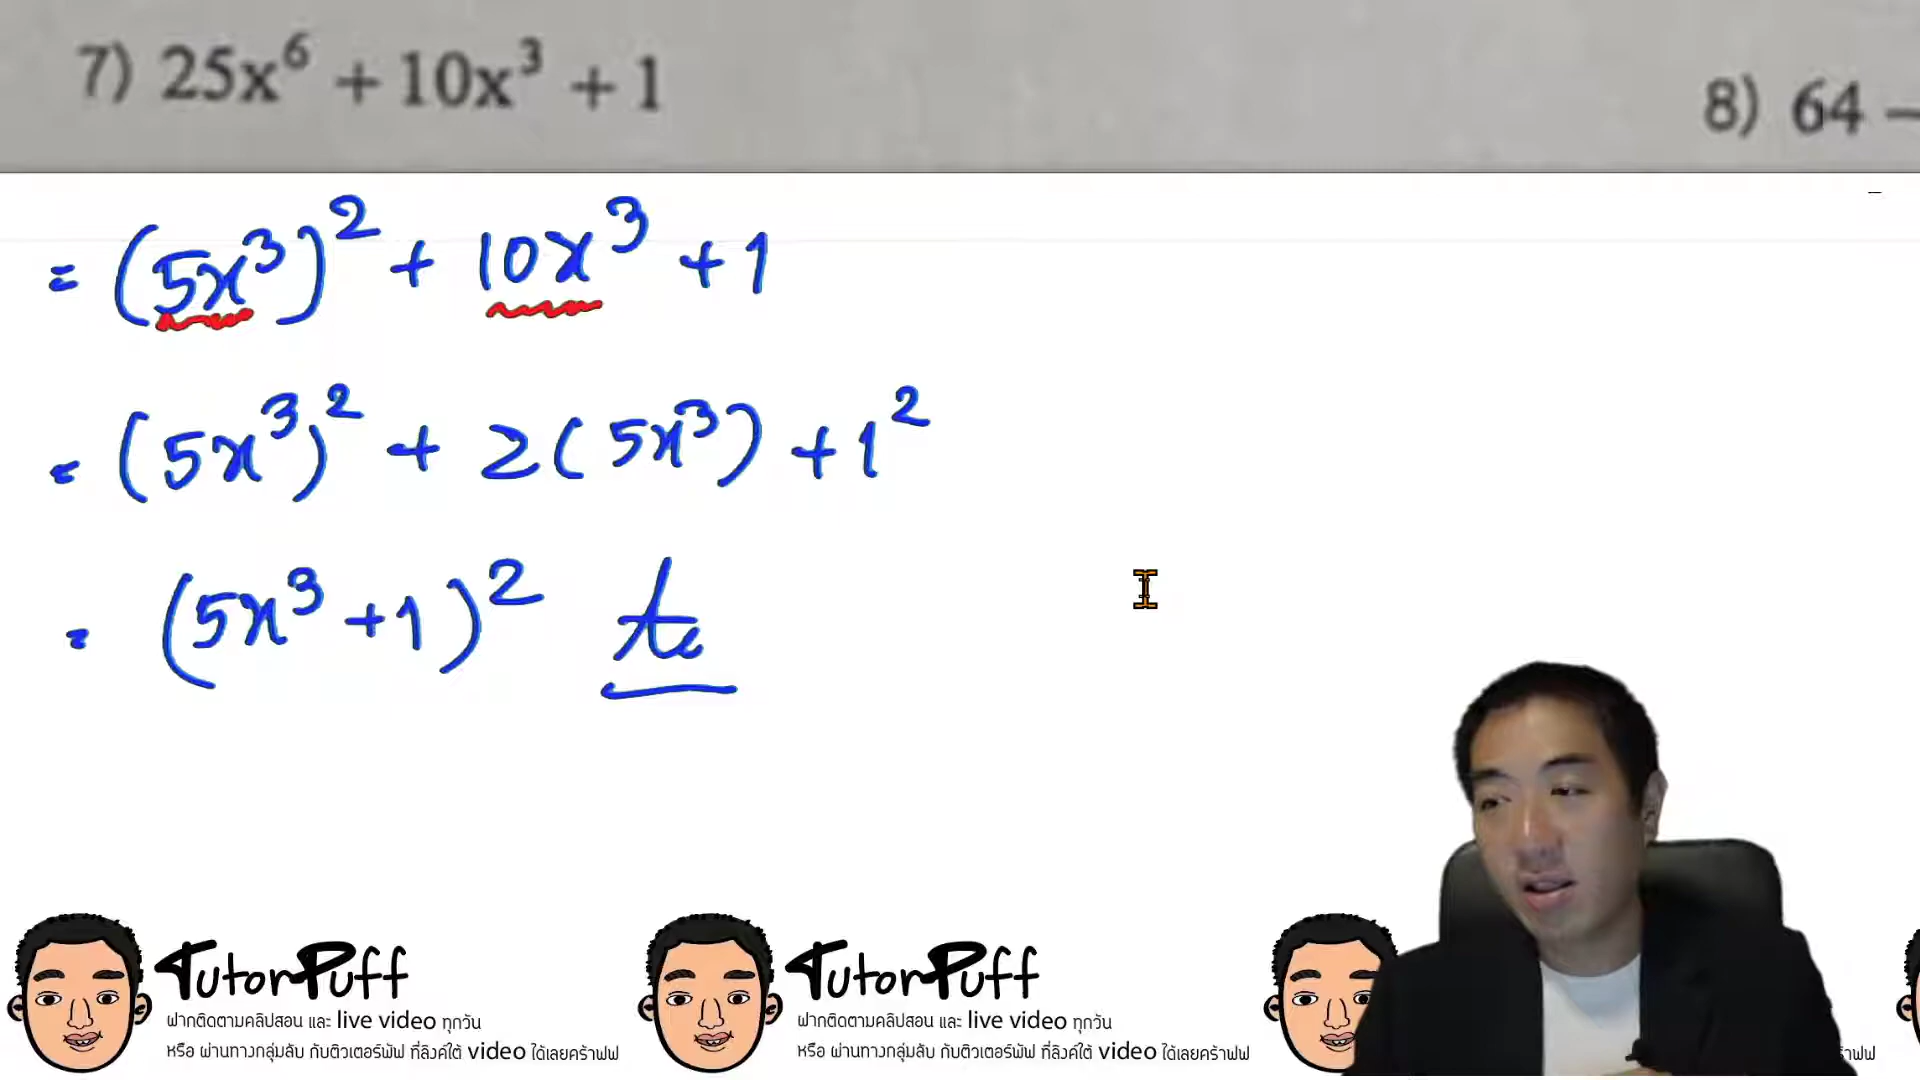 7) 25x⁶ + 10x³ + 1
8) 64 –
= (5x³)² + 10x³ + 1
= (5x³)² + 2(5x³) + 1²
= (5x³ + 1)²
TutorPuff
ฝากติดตามคลิปสอน และ live video ทุกวัน
หรือ ผ่านทางกลุ่มลับ กับติวเตอร์พัฟ ที่ลิงค์ใต้ video ได้เลยคร้าฟฟ
TutorPuff
ฝากติดตามคลิปสอน และ live video ทุกวัน
หรือ ผ่านทางกลุ่มลับ กับติวเตอร์พัฟ ที่ลิงค์ใต้ video ได้เลยคร้าฟฟ